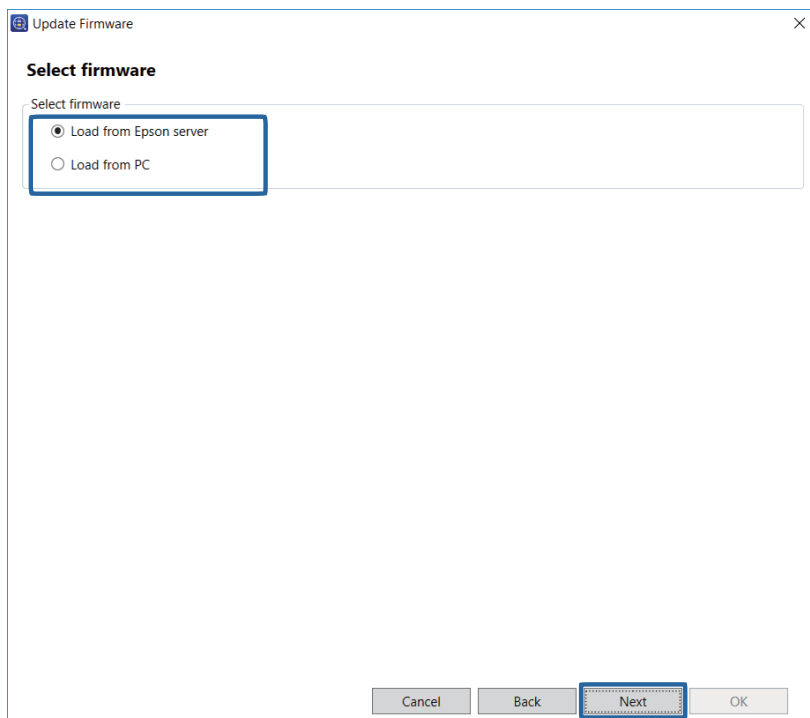 Update Firmware
Select firmware
Select firmware
Load from Epson server
Load from PC
Cancel Back Next OK